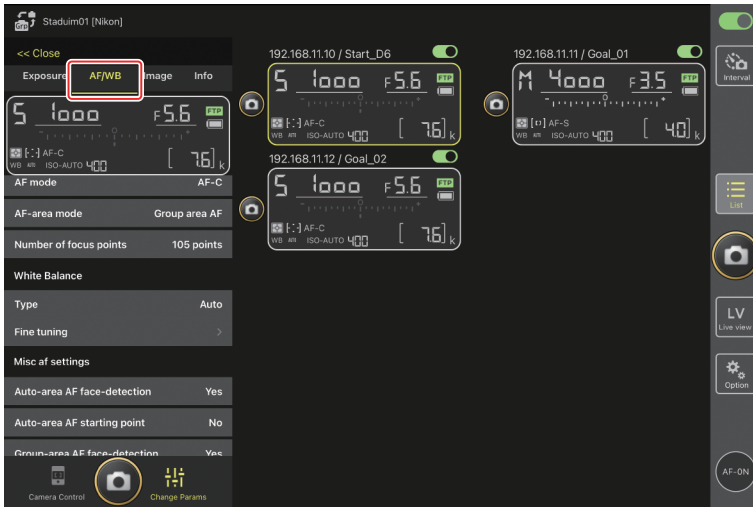 Grp Staduim01 [Nikon]
<< Close
Exposure AF/WB Image Info
S 1000 F5.6 FTP
AF-C
WB ISO-AUTO 400 [ 7.6] k
AF mode AF-C
AF-area mode Group area AF
Number of focus points 105 points
White Balance
Type Auto
Fine tuning >
Misc af settings
Auto-area AF face-detection Yes
Auto-area AF starting point No
Group-area AF face-detection Yes
Camera Control
Change Params
192.168.11.10 / Start_D6
S 1000 F5.6 FTP
AF-C
WB ISO-AUTO 400 [ 7.6] k
192.168.11.11 / Goal_01
M 4000 F3.5 FTP
AF-S
WB ISO-AUTO 400 [ 4.0] k
192.168.11.12 / Goal_02
S 1000 F5.6 FTP
AF-C
WB ISO-AUTO 400 [ 7.6] k
Interval
List
LV
Live view
Option
AF-ON